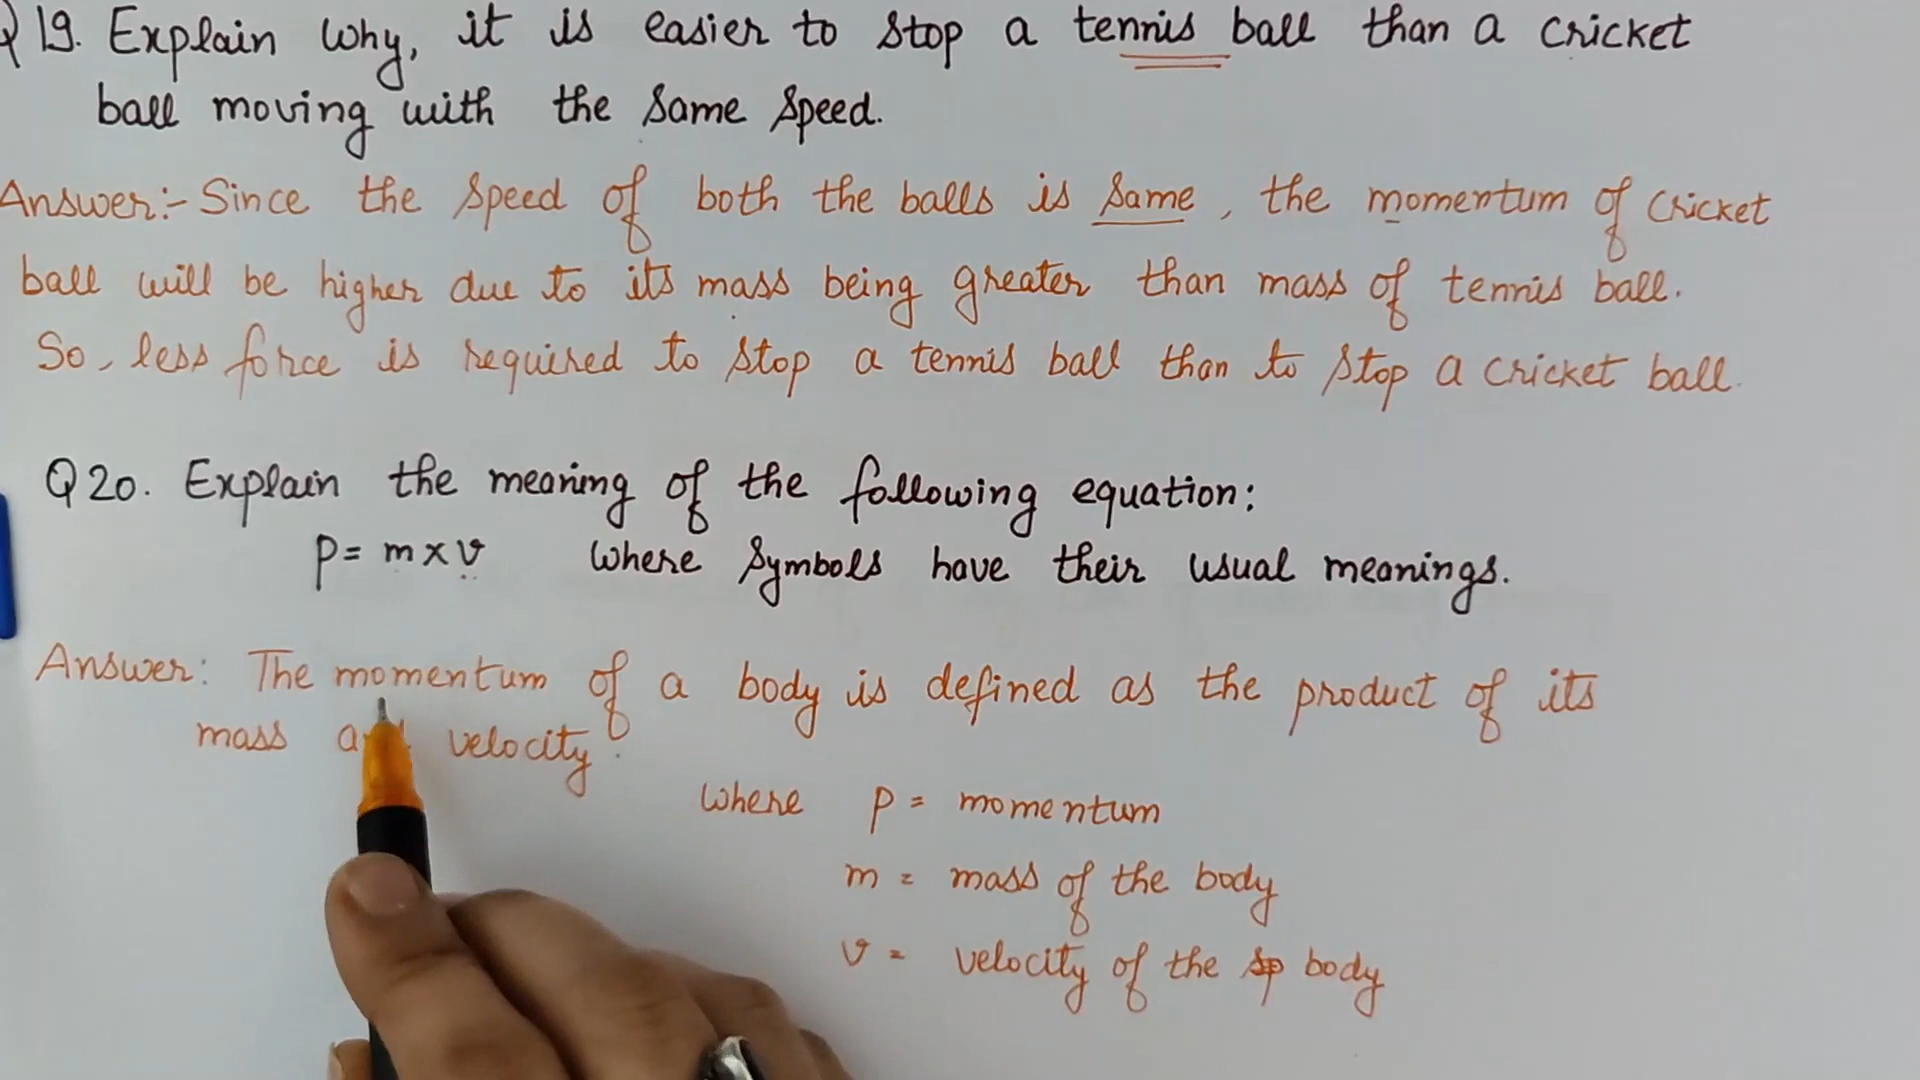 Q 19. Explain why, it is easier to stop a tennis ball than a cricket
ball moving with the same speed.
Answer:- Since the speed of both the balls is same, the momentum of cricket
ball will be higher due to its mass being greater than mass of tennis ball.
So, less force is required to stop a tennis ball than to stop a cricket ball.
Q 20. Explain the meaning of the following equation:
p = m × v where symbols have their usual meanings.
Answer: The momentum of a body is defined as the product of its
mass and velocity.
where p = momentum
m = mass of the body
v = velocity of the body